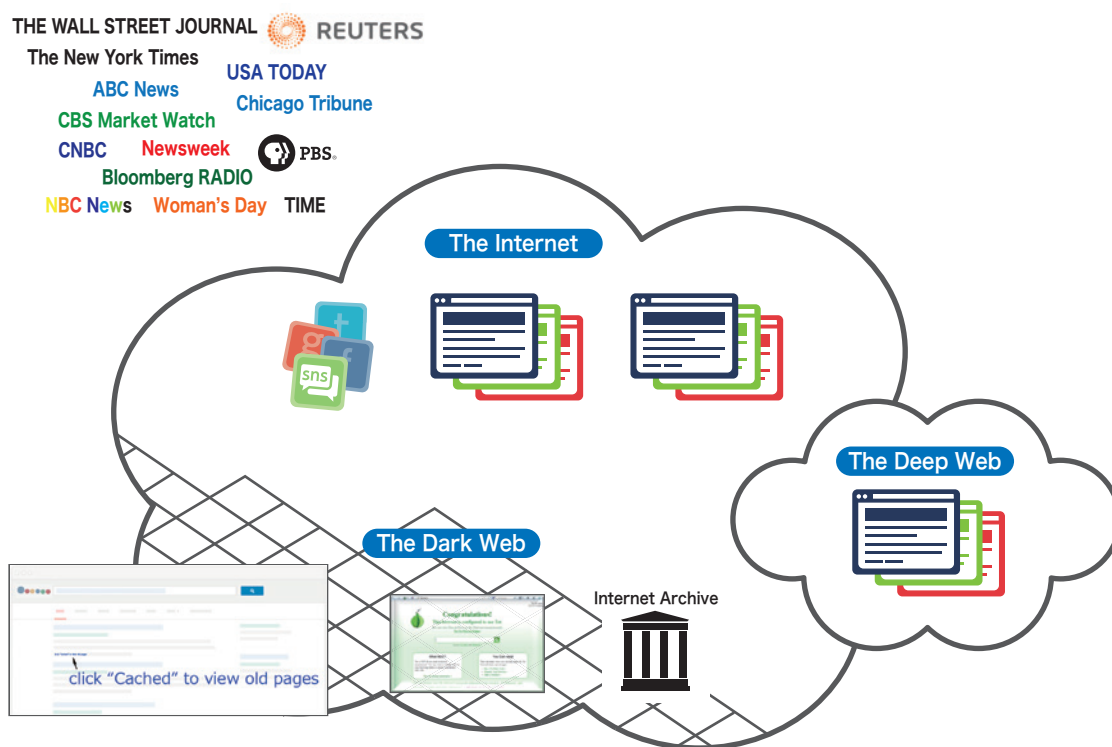 THE WALL STREET JOURNAL
REUTERS
The New York Times
USA TODAY
ABC News
Chicago Tribune
CBS Market Watch
CNBC
Newsweek
PBS®
Bloomberg RADIO
NBC News
Woman's Day
TIME
The Internet
t
g
f
sns
The Deep Web
The Dark Web
Internet Archive
Congratulations!
click “Cached” to view old pages